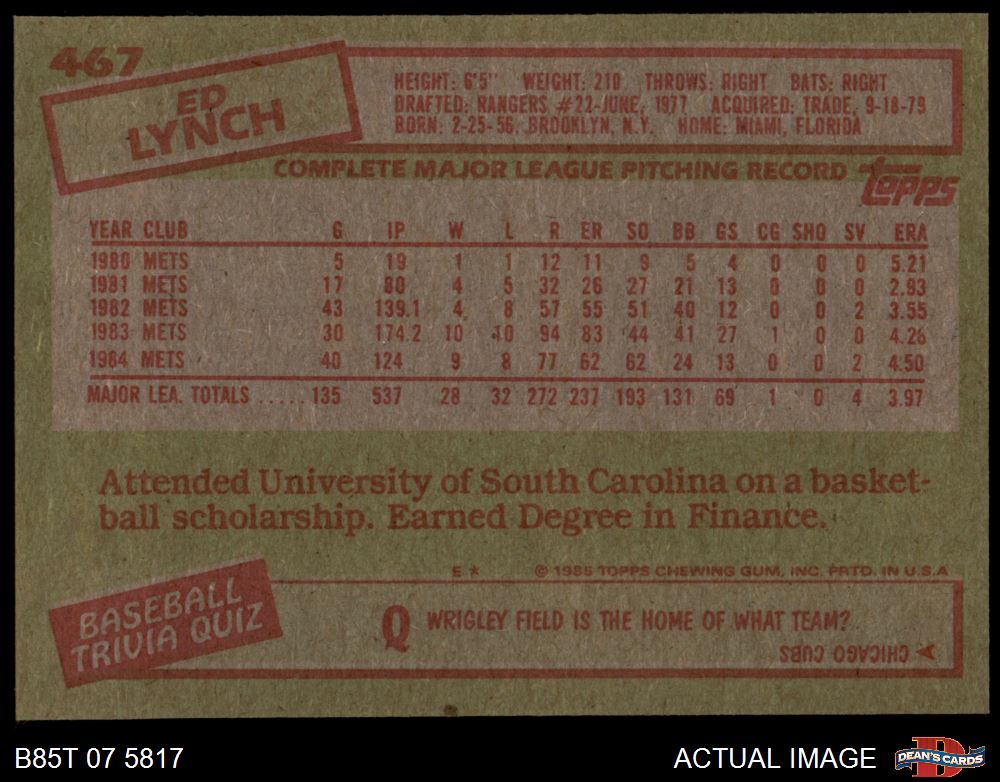 467
ED
LYNCH
HEIGHT: 6'5" WEIGHT: 210 THROWS: RIGHT BATS: RIGHT
DRAFTED: RANGERS #22-JUNE, 1977 ACQUIRED: TRADE, 9-18-79
BORN: 2-25-56, BROOKLYN, N.Y. HOME: MIAMI, FLORIDA
COMPLETE MAJOR LEAGUE PITCHING RECORD topps
YEAR CLUB G IP W L R ER SO BB GS CG SHO SV ERA
1980 METS 5 19 1 1 12 11 9 5 4 0 0 0 5.21
1981 METS 17 80 4 5 32 26 27 21 13 0 0 0 2.93
1982 METS 43 139.1 4 8 57 55 51 40 12 0 0 2 3.55
1983 METS 30 174.2 10 10 94 83 44 41 27 1 0 0 4.28
1984 METS 40 124 9 8 77 62 62 24 13 0 0 2 4.50
MAJOR LEA. TOTALS ..... 135 537 28 32 272 237 193 131 69 1 0 4 3.97
Attended University of South Carolina on a basket-
ball scholarship. Earned Degree in Finance.
E * © 1985 TOPPS CHEWING GUM, INC. PRTD. IN U.S.A
BASEBALL
TRIVIA QUIZ
Q WRIGLEY FIELD IS THE HOME OF WHAT TEAM?
A CHICAGO CUBS
B85T 07 5817
ACTUAL IMAGE
D
DEAN'S CARDS